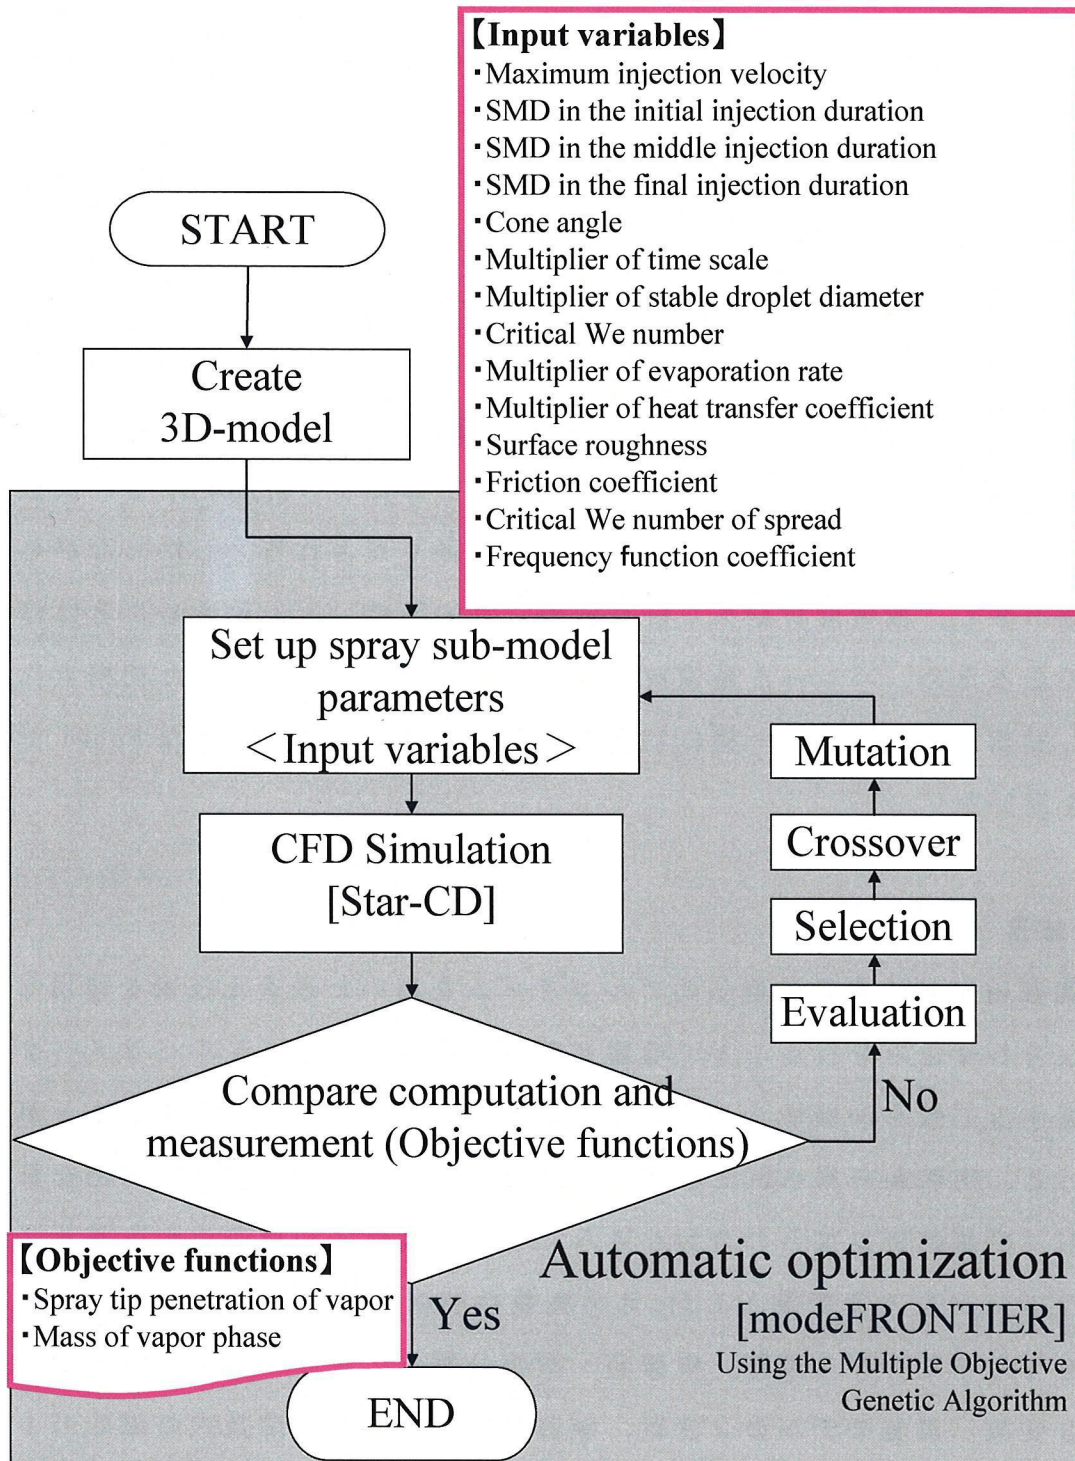 【Input variables】
・Maximum injection velocity
・SMD in the initial injection duration
・SMD in the middle injection duration
・SMD in the final injection duration
・Cone angle
・Multiplier of time scale
・Multiplier of stable droplet diameter
・Critical We number
・Multiplier of evaporation rate
・Multiplier of heat transfer coefficient
・Surface roughness
・Friction coefficient
・Critical We number of spread
・Frequency function coefficient
START
Create
3D-model
Set up spray sub-model
parameters
＜Input variables＞
CFD Simulation
[Star-CD]
Compare computation and
measurement (Objective functions)
No
Evaluation
Selection
Crossover
Mutation
Yes
END
【Objective functions】
・Spray tip penetration of vapor
・Mass of vapor phase
Automatic optimization
[modeFRONTIER]
Using the Multiple Objective
Genetic Algorithm